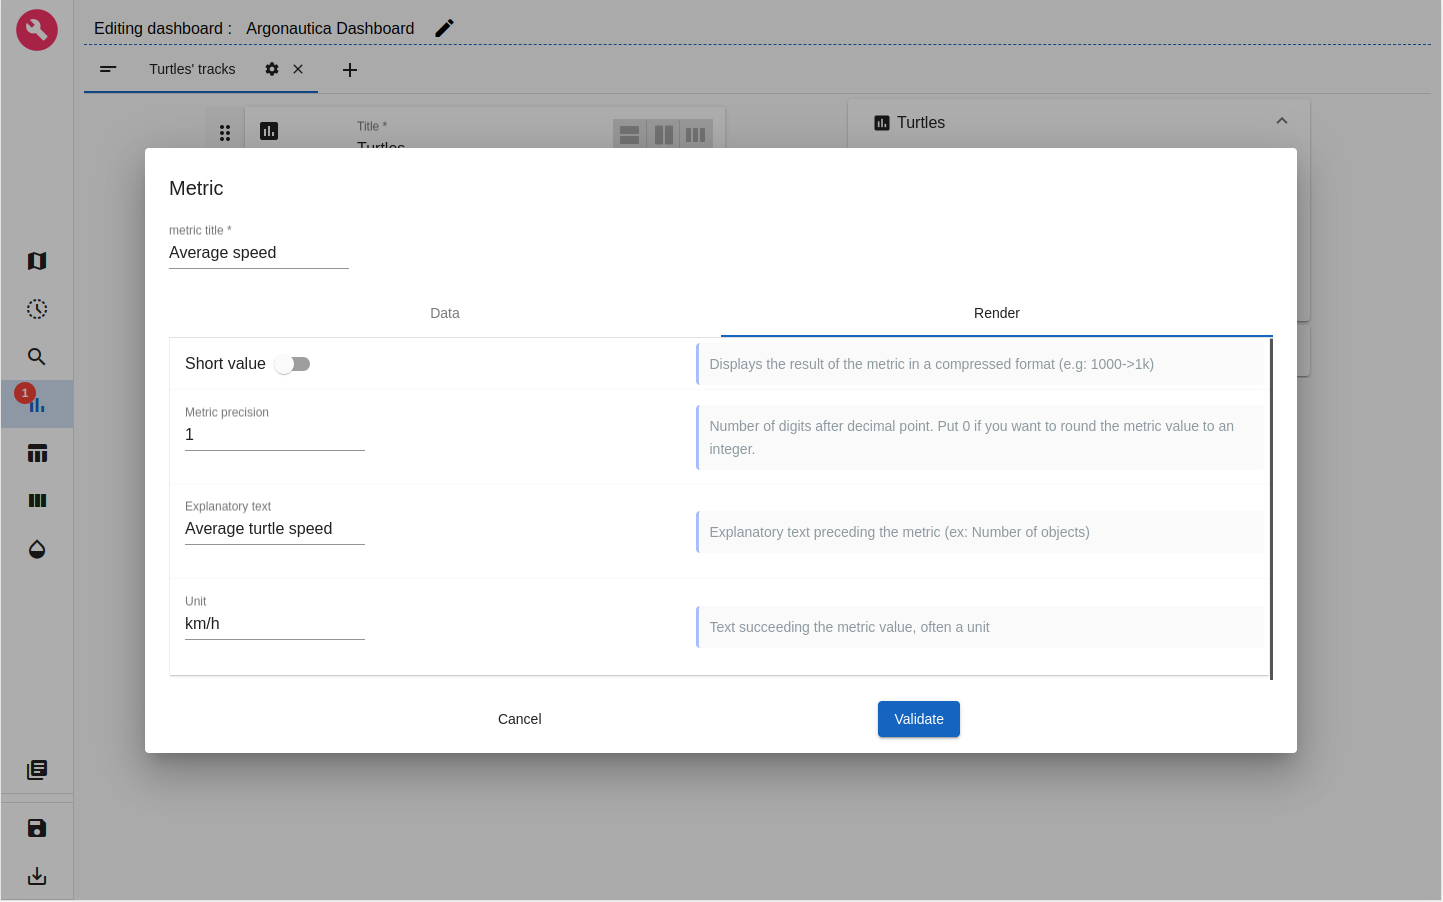 Editing dashboard : Argonautica Dashboard
Turtles' tracks
Title *
Turtles
Turtles
Metric
metric title *
Average speed
Data
Render
Short value
Displays the result of the metric in a compressed format (e.g: 1000->1k)
Metric precision
1
Number of digits after decimal point. Put 0 if you want to round the metric value to an
integer.
Explanatory text
Average turtle speed
Explanatory text preceding the metric (ex: Number of objects)
1
Unit
km/h
Text succeeding the metric value, often a unit
Cancel
Validate